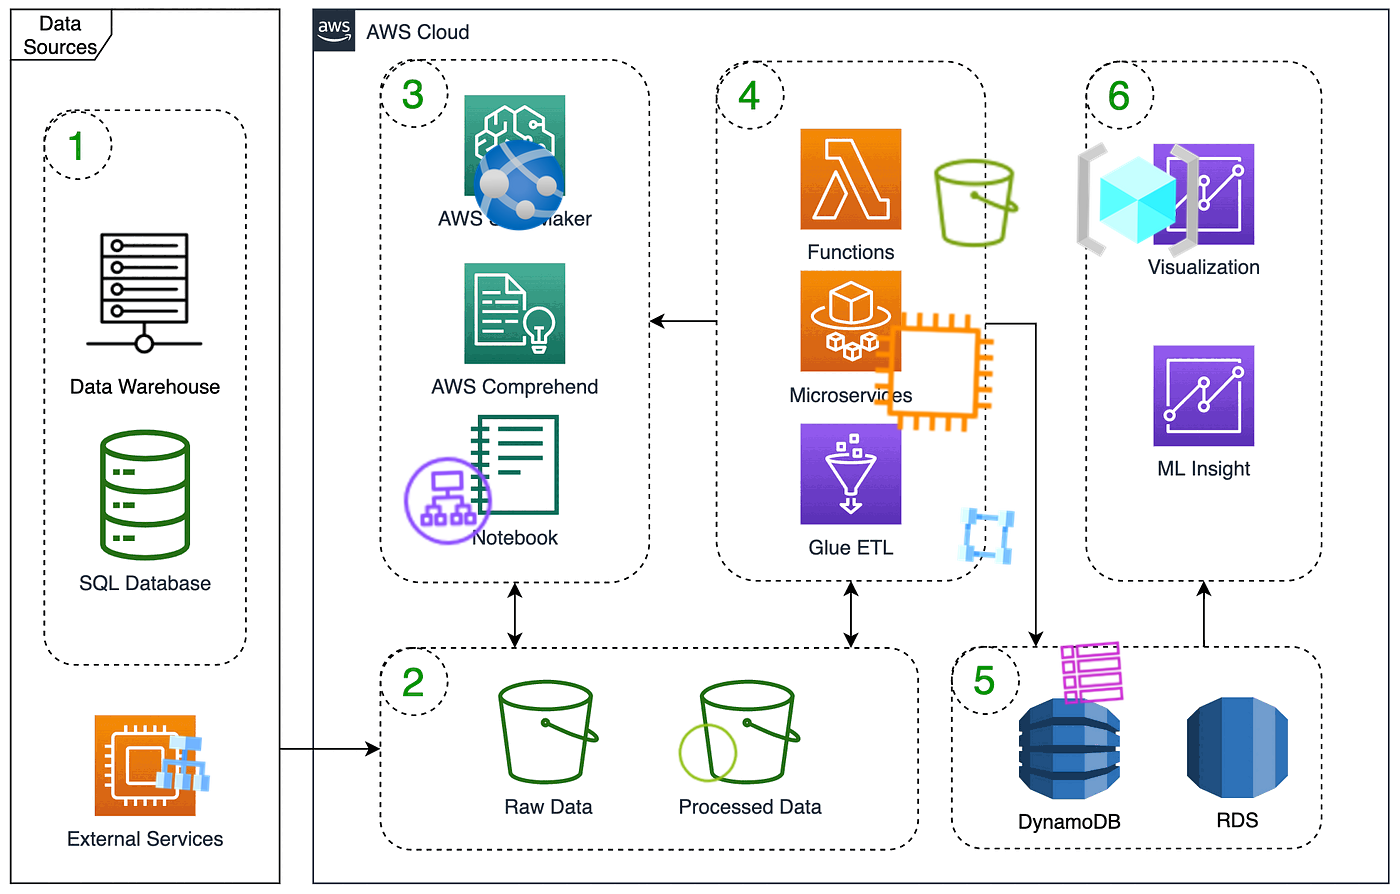 Data
Sources
1
Data Warehouse
SQL Database
External Services
aws
AWS Cloud
3
AWS
Maker
AWS Comprehend
Notebook
4
Functions
Microservices
Glue ETL
6
Visualization
ML Insight
2
Raw Data
Processed Data
5
DynamoDB
RDS